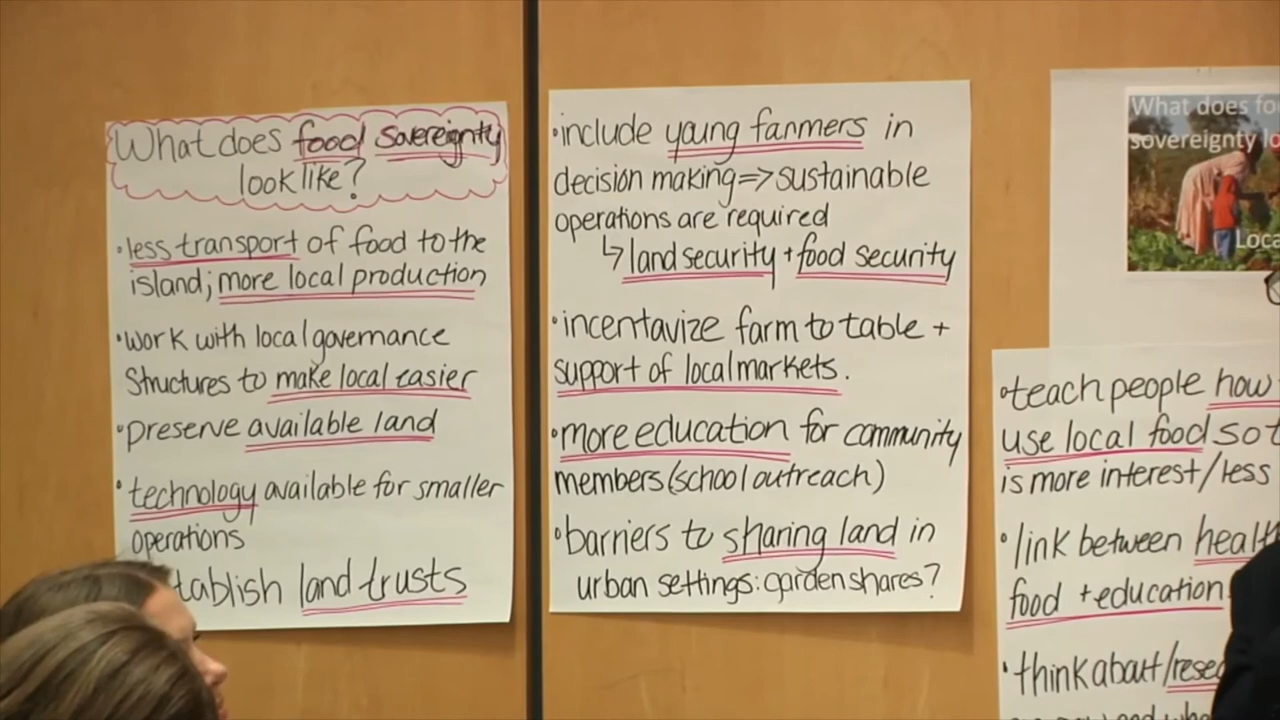 What does food sovereignty
look like?
• less transport of food to the
island; more local production
• work with local governance
structures to make local easier
• preserve available land
• technology available for smaller
operations
tablish land trusts
• include young fanmers in
decision making => sustainable
operations are required
↳ land security + food security
• incentavize farm to table +
support of local markets.
• more education for community
members (school outreach)
• barriers to sharing land in
urban settings: garden shares?
What does fo
sovereignty lo
Loca
• teach people how
use local food so t
is more interest/less
• link between healt
food + education
• think about/resea